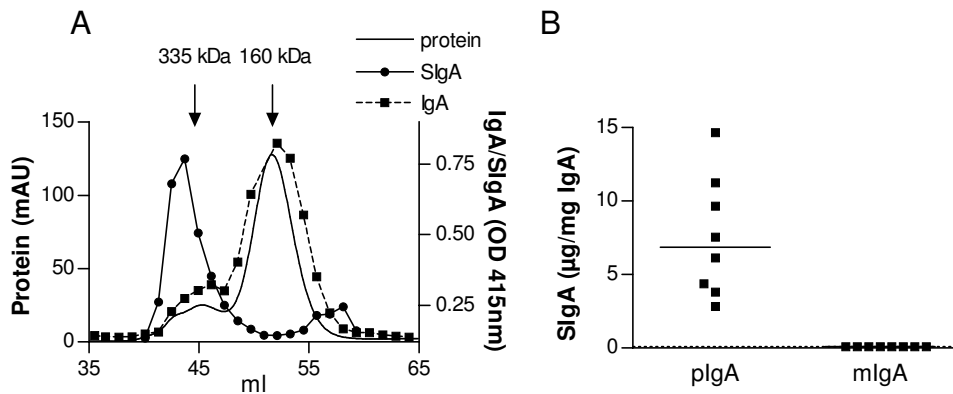 A
335 kDa 160 kDa
protein
SIgA
IgA
Protein (mAU)
150
100
50
0
IgA/SIgA (OD 415nm)
0.75
0.50
0.25
35 45 55 65
ml
B
SIgA (µg/mg IgA)
15
10
5
0
pIgA mIgA